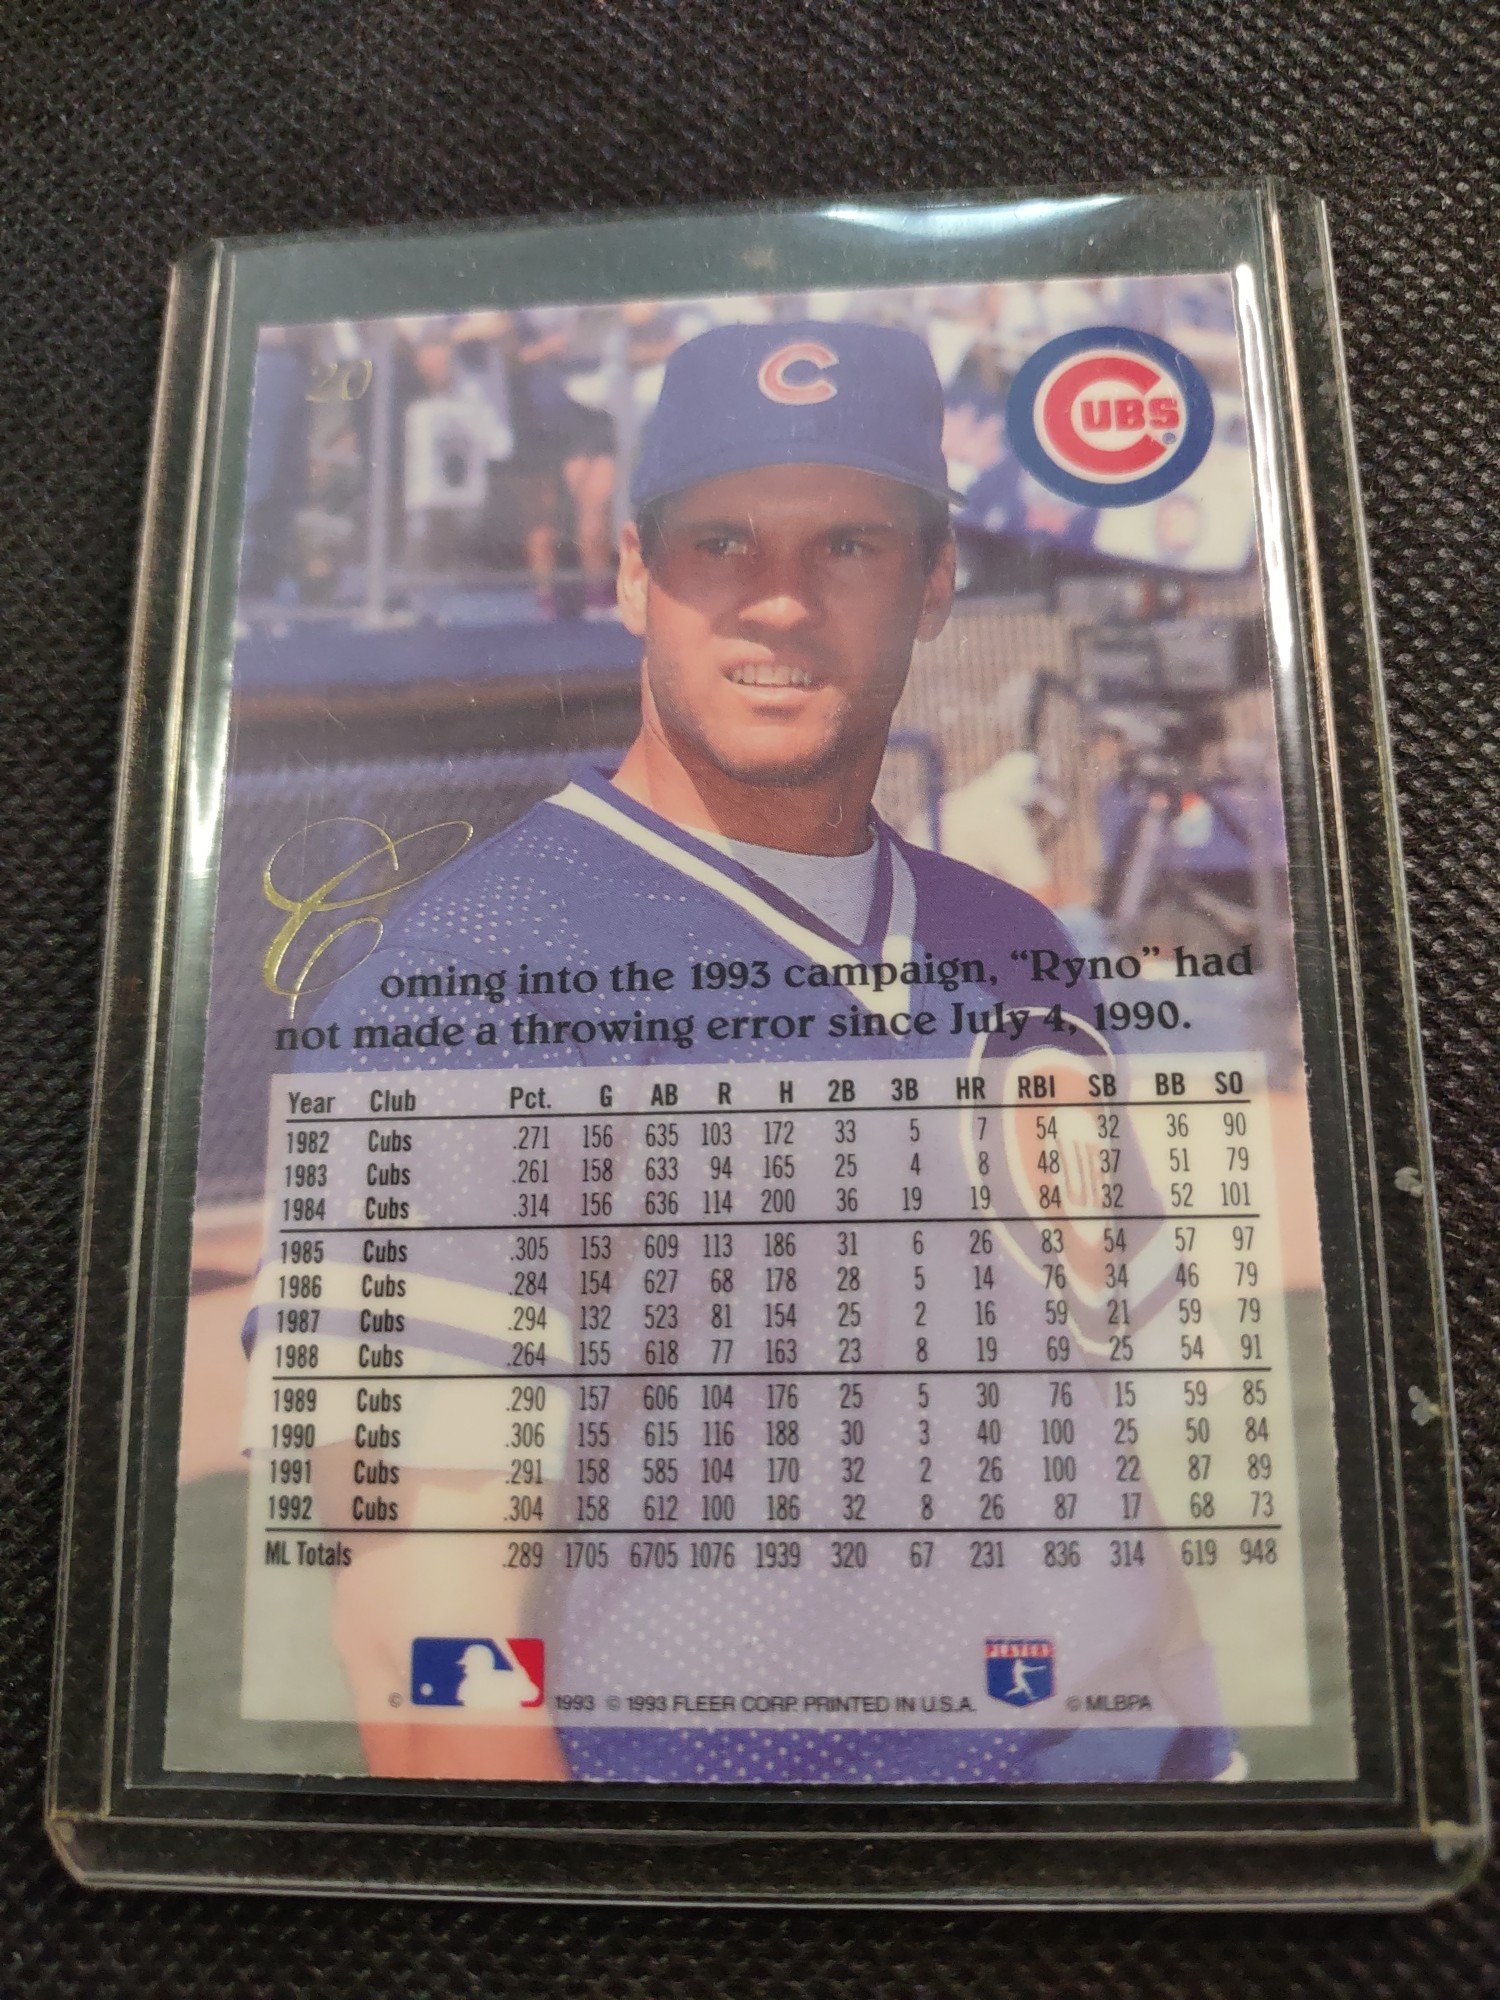 20
C
CUBS®
Coming into the 1993 campaign, “Ryno” had
not made a throwing error since July 4, 1990.
Year Club Pct. G AB R H 2B 3B HR RBI SB BB SO
1982 Cubs .271 156 635 103 172 33 5 7 54 32 36 90
1983 Cubs .261 158 633 94 165 25 4 8 48 37 51 79
1984 Cubs .314 156 636 114 200 36 19 19 84 32 52 101
1985 Cubs .305 153 609 113 186 31 6 26 83 54 57 97
1986 Cubs .284 154 627 68 178 28 5 14 76 34 46 79
1987 Cubs .294 132 523 81 154 25 2 16 59 21 59 79
1988 Cubs .264 155 618 77 163 23 8 19 69 25 54 91
1989 Cubs .290 157 606 104 176 25 5 30 76 15 59 85
1990 Cubs .306 155 615 116 188 30 3 40 100 25 50 84
1991 Cubs .291 158 585 104 170 32 2 26 100 22 87 89
1992 Cubs .304 158 612 100 186 32 8 26 87 17 68 73
ML Totals .289 1705 6705 1076 1939 320 67 231 836 314 619 948
© 1993 © 1993 FLEER CORP. PRINTED IN U.S.A. © MLBPA